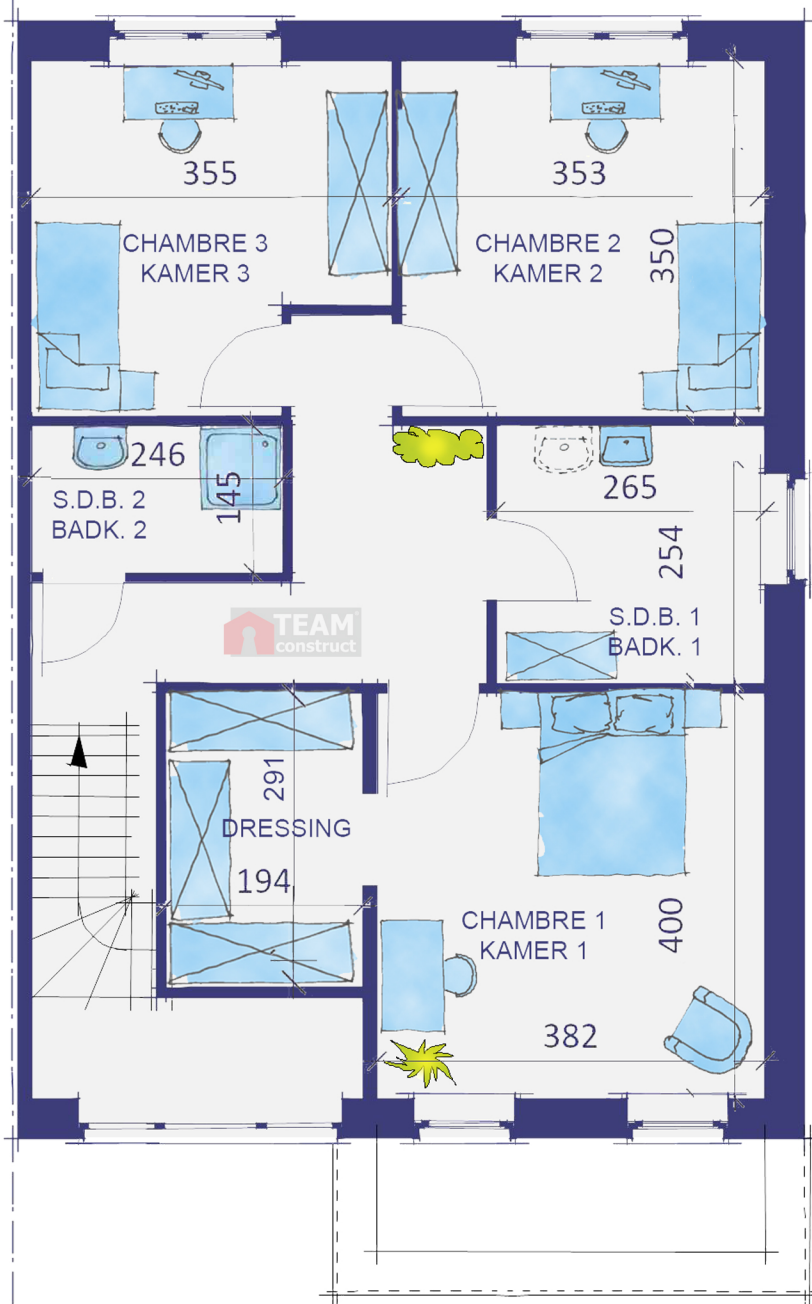 355
353
CHAMBRE 3
KAMER 3
CHAMBRE 2
KAMER 2
350
246
145
S.D.B. 2
BADK. 2
265
254
S.D.B. 1
BADK. 1
TEAM
construct
291
DRESSING
194
CHAMBRE 1
KAMER 1
400
382